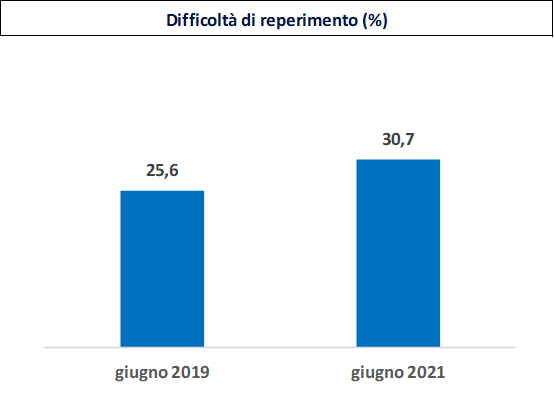 Difficoltà di reperimento (%)
30,7
25,6
giugno 2019
giugno 2021